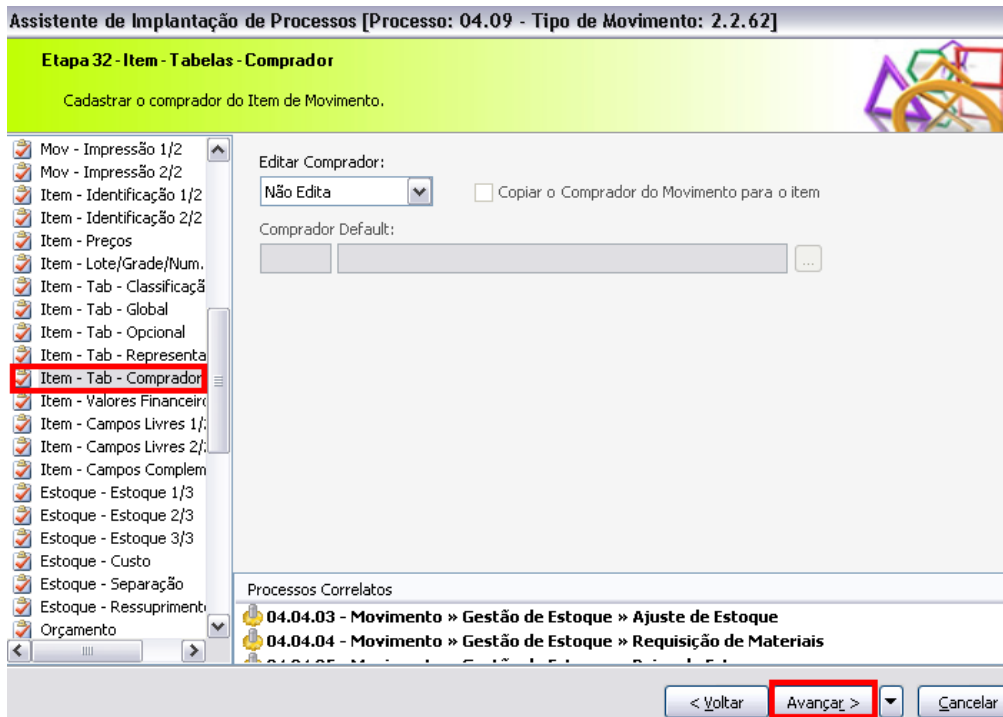 Assistente de Implantação de Processos [Processo: 04.09 - Tipo de Movimento: 2.2.62]
Etapa 32 - Item - Tabelas - Comprador
Cadastrar o comprador do Item de Movimento.
Mov - Impressão 1/2
Mov - Impressão 2/2
Item - Identificação 1/2
Item - Identificação 2/2
Item - Preços
Item - Lote/Grade/Num.
Item - Tab - Classificaçã
Item - Tab - Global
Item - Tab - Opcional
Item - Tab - Representa
Item - Tab - Comprador
Item - Valores Financeiro
Item - Campos Livres 1/
Item - Campos Livres 2/
Item - Campos Complem
Estoque - Estoque 1/3
Estoque - Estoque 2/3
Estoque - Estoque 3/3
Estoque - Custo
Estoque - Separação
Estoque - Ressupriment
Orçamento
Editar Comprador:
Não Edita
Copiar o Comprador do Movimento para o item
Comprador Default:
...
Processos Correlatos
04.04.03 - Movimento » Gestão de Estoque » Ajuste de Estoque
04.04.04 - Movimento » Gestão de Estoque » Requisição de Materiais
< Voltar
Avançar >
Cancelar